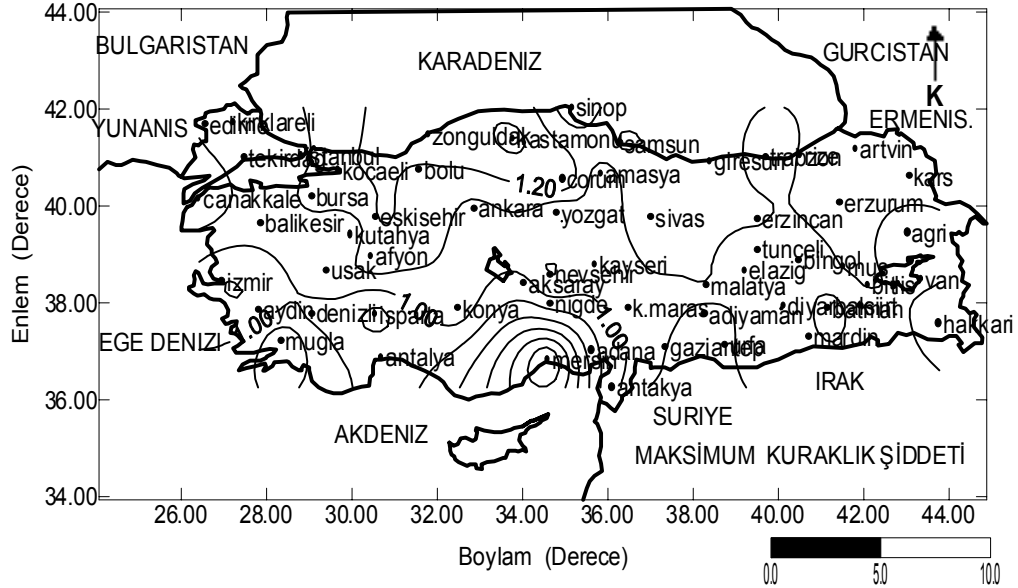 44.00
BULGARISTAN
KARADENIZ
GURCISTAN
K
42.00
sinop
ERMENIS.
YUNANIS
edirne
kirklareli
zonguldak
kastamonu
samsun
tekirdag
istanbul
kocaeli
bolu
giresun
trabzon
rize
artvin
1.20
corum
amasya
kars
canakkale
bursa
40.00
eskisehir
ankara
yozgat
sivas
erzincan
erzurum
balikesir
kutahya
agri
afyon
tunceli
usak
kayseri
nevsehir
elazig
bingol
mus
izmir
aksaray
malatya
bitlis
van
38.00
aydin
denizli
isparta
1.00
konya
nigde
k.maras
adiyaman
diyarbakir
siirt
batman
hakkari
.00
1.00
EGE DENIZI
mugla
antalya
mersin
adana
gaziantep
urfa
mardin
36.00
antakya
IRAK
SURIYE
AKDENIZ
MAKSİMUM KURAKLIK ŞİDDETİ
34.00
26.00 28.00 30.00 32.00 34.00 36.00 38.00 40.00 42.00 44.00
Enlem (Derece)
Boylam (Derece)
0.0 5.0 10.0